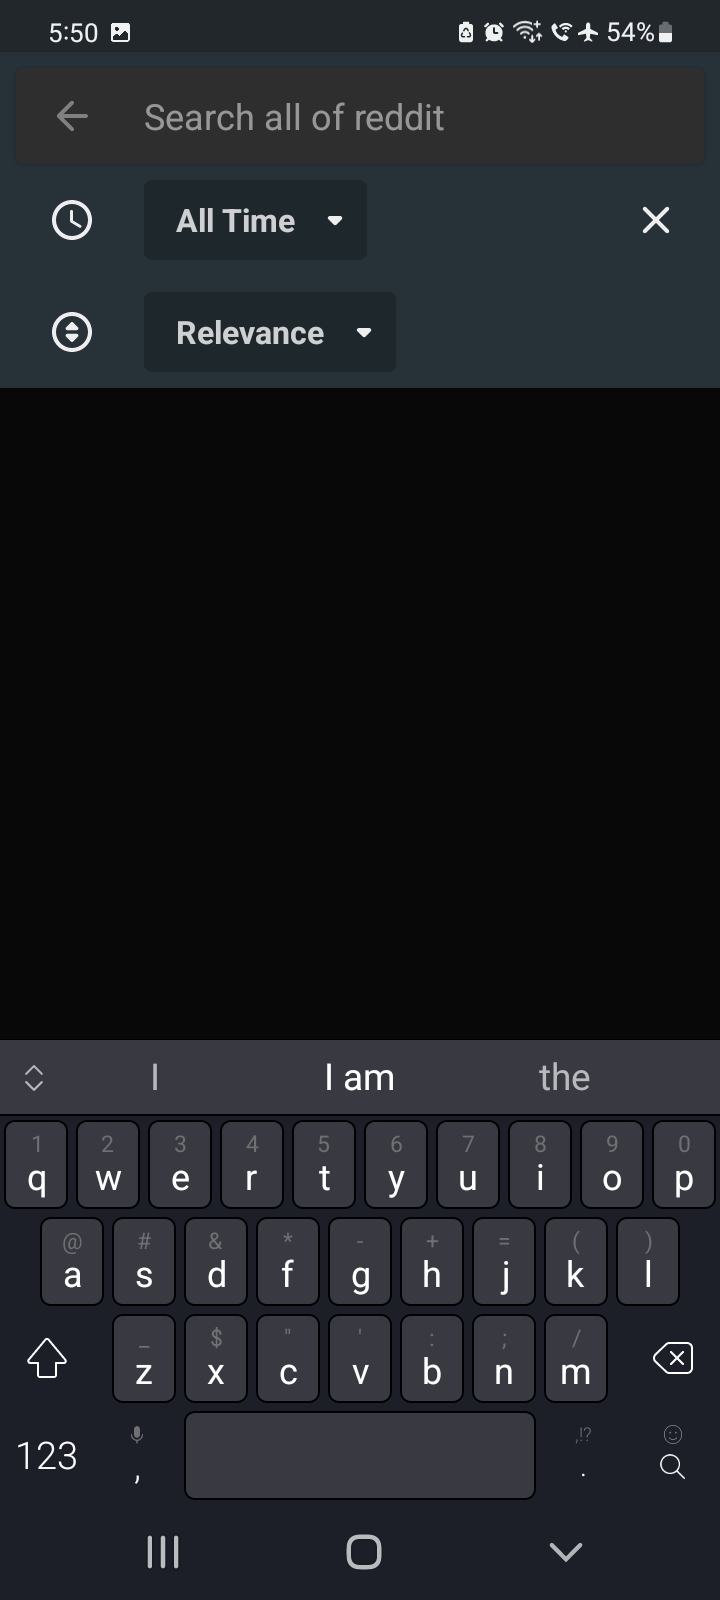 5:50 54%
Search all of reddit
All Time
Relevance
I I am the
1 2 3 4 5 6 7 8 9 0
q w e r t y u i o p
@ # & * - + = ( )
a s d f g h j k l
_ $ " ' : ; /
z x c v b n m
,!?
123 , .